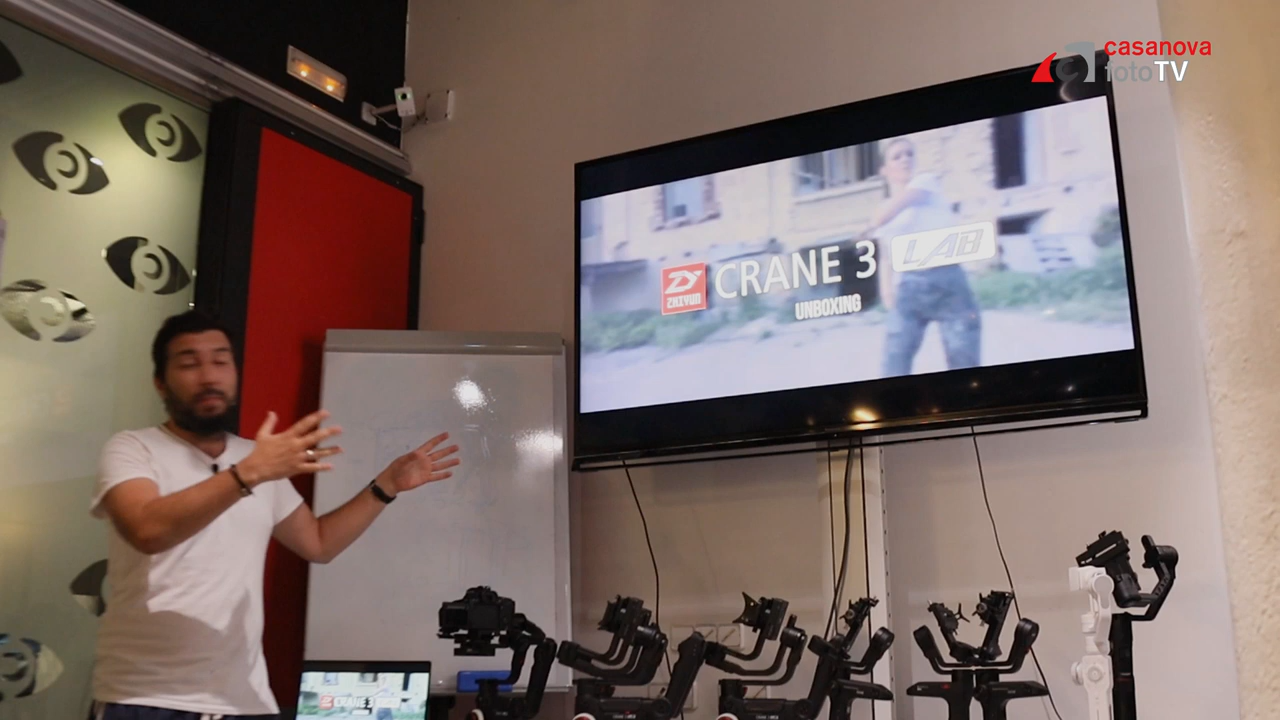 casanova
fotoTV
ZHIYUN
CRANE 3 LAB
UNBOXING
CRANE 3